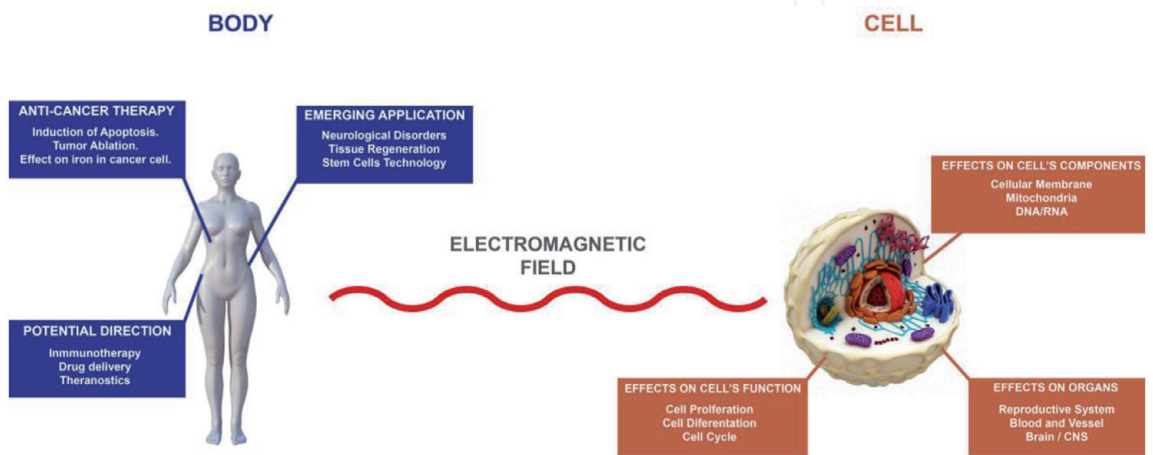 BODY
CELL
ANTI-CANCER THERAPY
Induction of Apoptosis.
Tumor Ablation.
Effect on iron in cancer cell.
EMERGING APPLICATION
Neurological Disorders
Tissue Regeneration
Stem Cells Technology
EFFECTS ON CELL'S COMPONENTS
Cellular Membrane
Mitochondria
DNA/RNA
ELECTROMAGNETIC
FIELD
POTENTIAL DIRECTION
Inmmunotherapy
Drug delivery
Theranostics
EFFECTS ON CELL'S FUNCTION
Cell Prolferation
Cell Diferentation
Cell Cycle
EFFECTS ON ORGANS
Reproductive System
Blood and Vessel
Brain / CNS